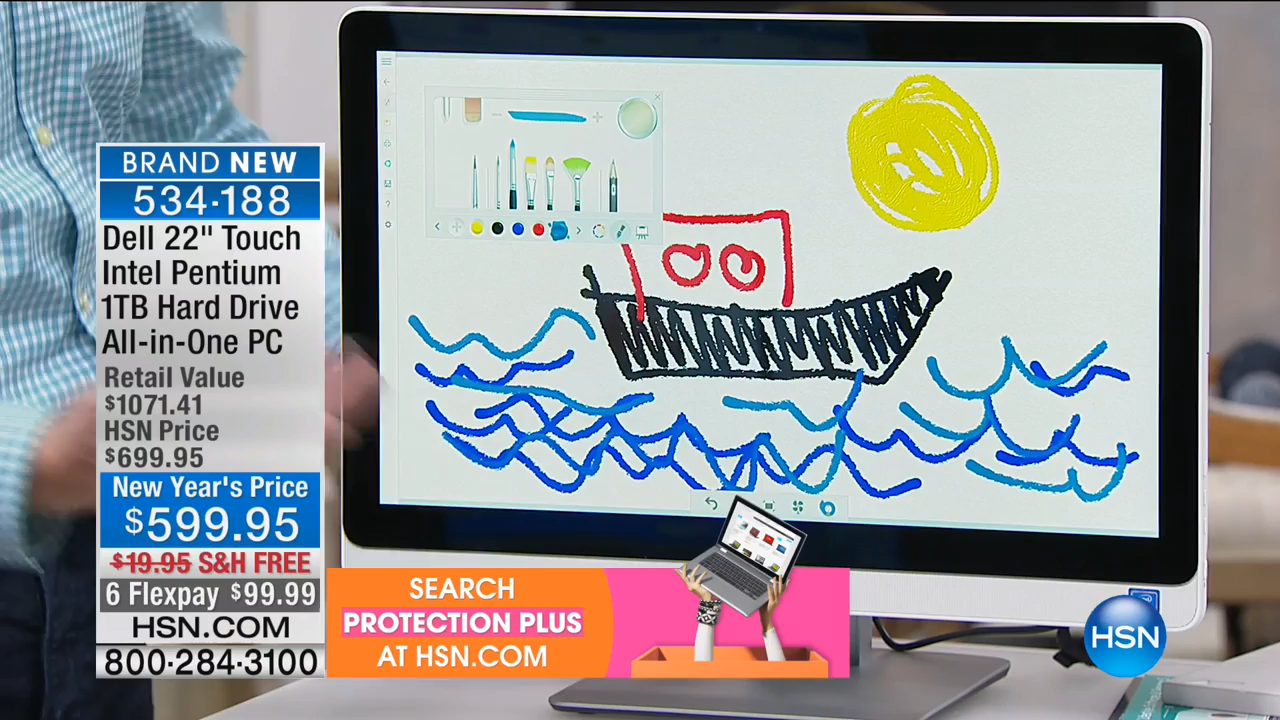 BRAND NEW
534-188
Dell 22" Touch
Intel Pentium
1TB Hard Drive
All-in-One PC
Retail Value
$1071.41
HSN Price
$699.95
New Year's Price
$599.95
$19.95 S&H FREE
6 Flexpay $99.99
HSN.COM
800-284-3100
SEARCH
PROTECTION PLUS
AT HSN.COM
HSN